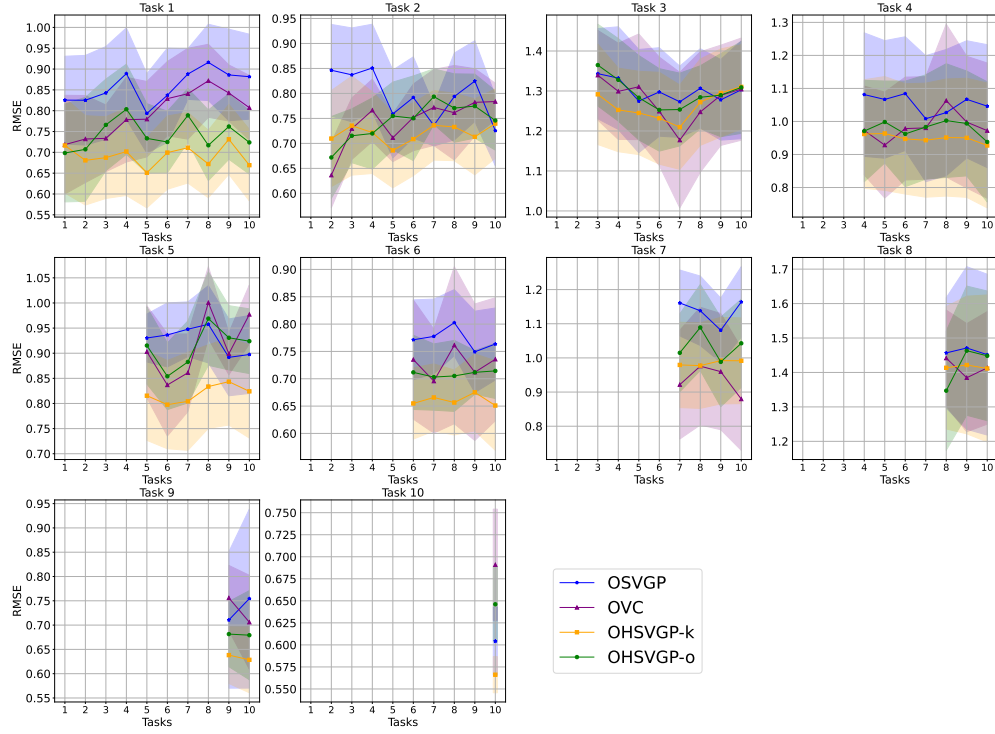 Task 1
Task 2
Task 3
Task 4
RMSE
1.00
0.95
0.90
0.85
0.80
0.75
0.70
0.65
0.60
0.55
0.95
0.90
0.85
0.80
0.75
0.70
0.65
0.60
1.4
1.3
1.2
1.1
1.0
1.3
1.2
1.1
1.0
0.9
0.8
1 2 3 4 5 6 7 8 9 10
1 2 3 4 5 6 7 8 9 10
1 2 3 4 5 6 7 8 9 10
1 2 3 4 5 6 7 8 9 10
Tasks
Tasks
Tasks
Tasks
Task 5
Task 6
Task 7
Task 8
RMSE
1.05
1.00
0.95
0.90
0.85
0.80
0.75
0.70
0.90
0.85
0.80
0.75
0.70
0.65
0.60
1.2
1.1
1.0
0.9
0.8
1.7
1.6
1.5
1.4
1.3
1.2
1 2 3 4 5 6 7 8 9 10
1 2 3 4 5 6 7 8 9 10
1 2 3 4 5 6 7 8 9 10
1 2 3 4 5 6 7 8 9 10
Tasks
Tasks
Tasks
Tasks
Task 9
Task 10
RMSE
0.95
0.90
0.85
0.80
0.75
0.70
0.65
0.60
0.55
0.750
0.725
0.700
0.675
0.650
0.625
0.600
0.575
0.550
1 2 3 4 5 6 7 8 9 10
1 2 3 4 5 6 7 8 9 10
Tasks
Tasks
OSVGP
OVC
OHSVGP-k
OHSVGP-o